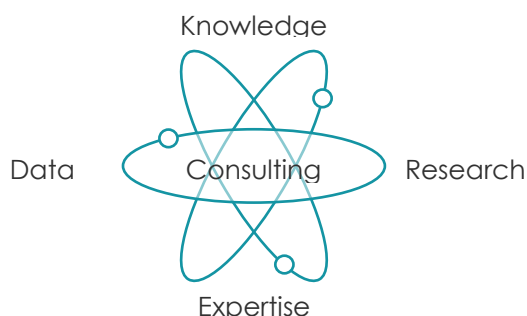 Knowledge
Data
Consulting
Research
Expertise